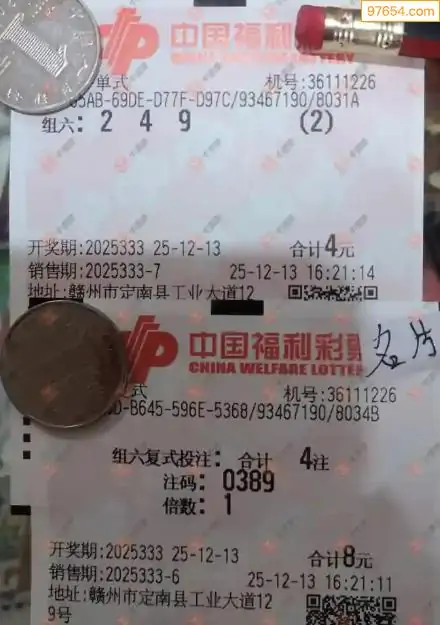 97654.com
中国福利彩
单式
机号:36111226
5AB-69DE-D77F-D97C/93467190/8031A
组六: 2 4 9 (2)
开奖期:2025333 25-12-13 合计4元
销售期:2025333-7 25-12-13 16:21:14
地址:赣州市定南县工业大道12
中国福利彩
CHINA WELFARE LOTTERY
名片
式
机号:36111226
D-B645-596E-5368/93467190/8034B
组六复式投注: 合计 4注
注码: 0389
倍数: 1
开奖期:2025333 25-12-13 合计8元
销售期:2025333-6 25-12-13 16:21:11
地址:赣州市定南县工业大道12
9号